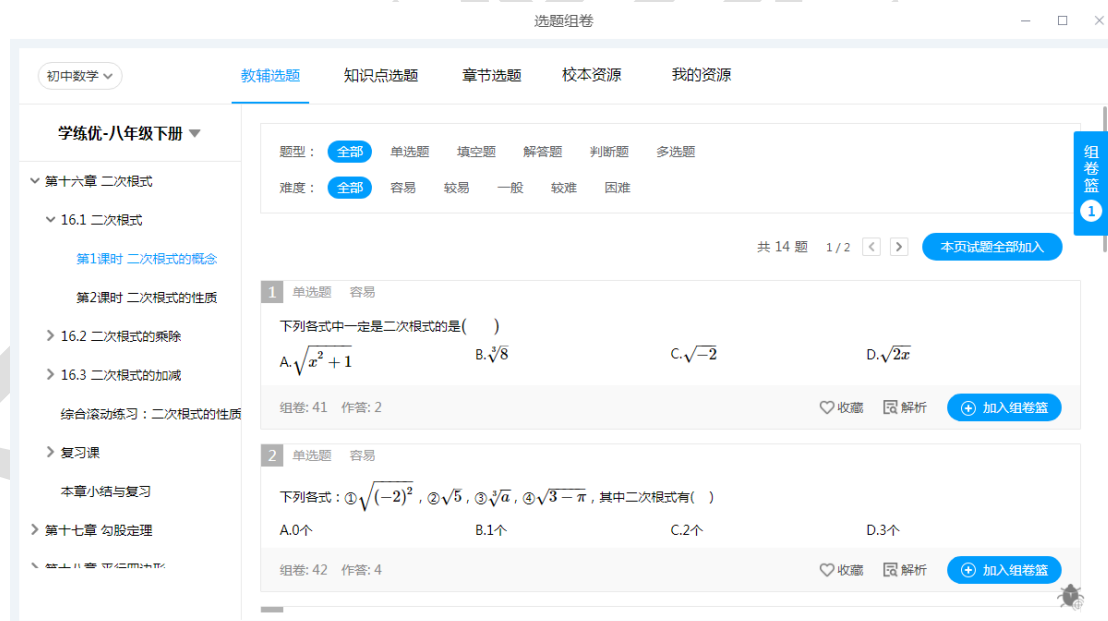 选题组卷
初中数学
教辅选题 知识点选题 章节选题 校本资源 我的资源
学练优-八年级下册
第十六章 二次根式
16.1 二次根式
第1课时 二次根式的概念
第2课时 二次根式的性质
16.2 二次根式的乘除
16.3 二次根式的加减
综合滚动练习：二次根式的性质
复习课
本章小结与复习
第十七章 勾股定理
第十八章 平行四边形
题型： 全部 单选题 填空题 解答题 判断题 多选题
难度： 全部 容易 较易 一般 较难 困难
组卷篮
1
共 14 题 1 / 2 < > 本页试题全部加入
1 单选题 容易
下列各式中一定是二次根式的是( )
A.√(x²+1) B.∛8 C.√-2 D.√2x
组卷: 41 作答: 2 收藏 解析 加入组卷篮
2 单选题 容易
下列各式：①√(-2)²，②√5，③∛a，④√3-π，其中二次根式有( )
A.0个 B.1个 C.2个 D.3个
组卷: 42 作答: 4 收藏 解析 加入组卷篮